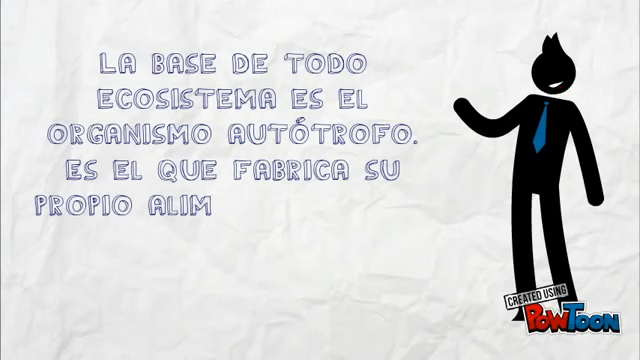 LA BASE DE TODO
ECOSISTEMA ES EL
ORGANISMO AUTÓTROFO.
ES EL QUE FABRICA SU
PROPIO ALIM
CREATED USING
POWTOON